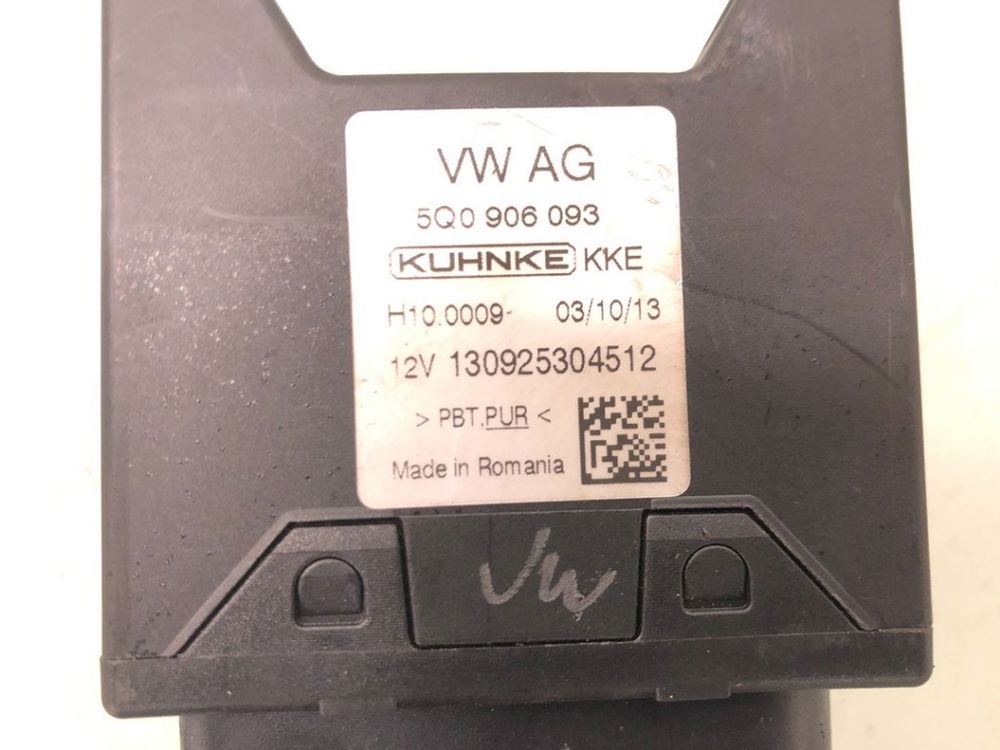 VW AG
5Q0 906 093
KUHNKE KKE
H10.0009- 03/10/13
12V 130925304512
> PBT.PUR <
Made in Romania
VW